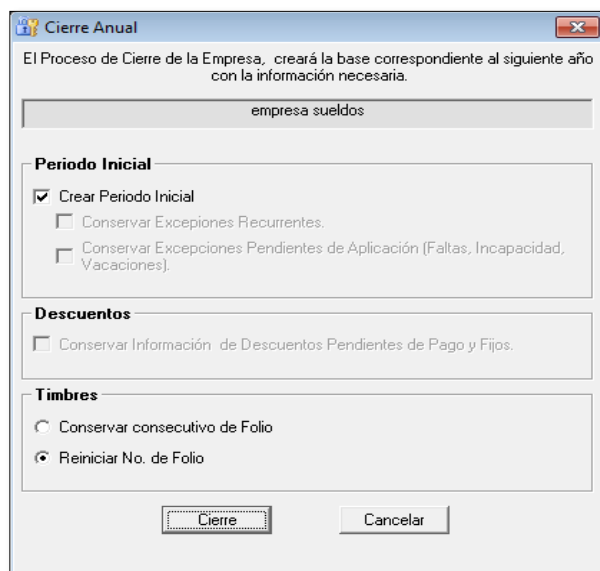 Cierre Anual
El Proceso de Cierre de la Empresa, creará la base correspondiente al siguiente año
con la información necesaria.
empresa sueldos
Periodo Inicial
Crear Periodo Inicial
Conservar Excepiones Recurrentes.
Conservar Excepciones Pendientes de Aplicación (Faltas, Incapacidad,
Vacaciones).
Descuentos
Conservar Información de Descuentos Pendientes de Pago y Fijos.
Timbres
Conservar consecutivo de Folio
Reiniciar No. de Folio
Cierre
Cancelar